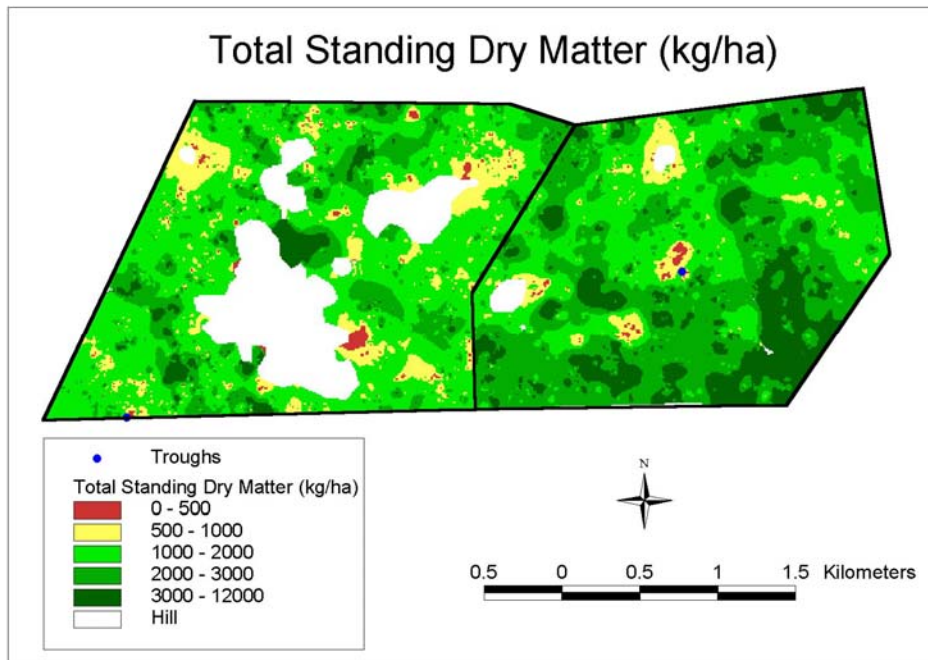 Total Standing Dry Matter (kg/ha)
Troughs
Total Standing Dry Matter (kg/ha)
0 - 500
500 - 1000
1000 - 2000
2000 - 3000
3000 - 12000
Hill
N
0.5 0 0.5 1 1.5 Kilometers